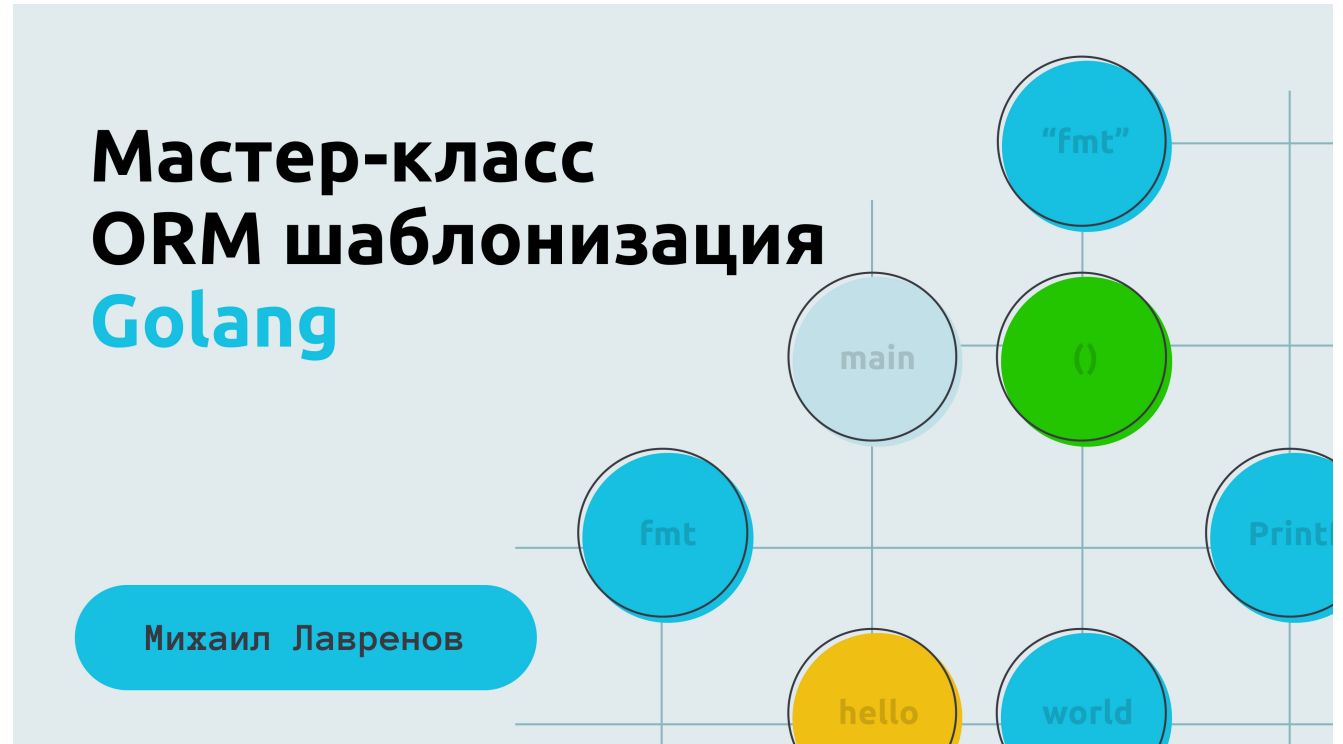 Мастер-класс
ORM шаблонизация
Golang
“fmt”
main
()
fmt
Михаил Лавренов
hello
world